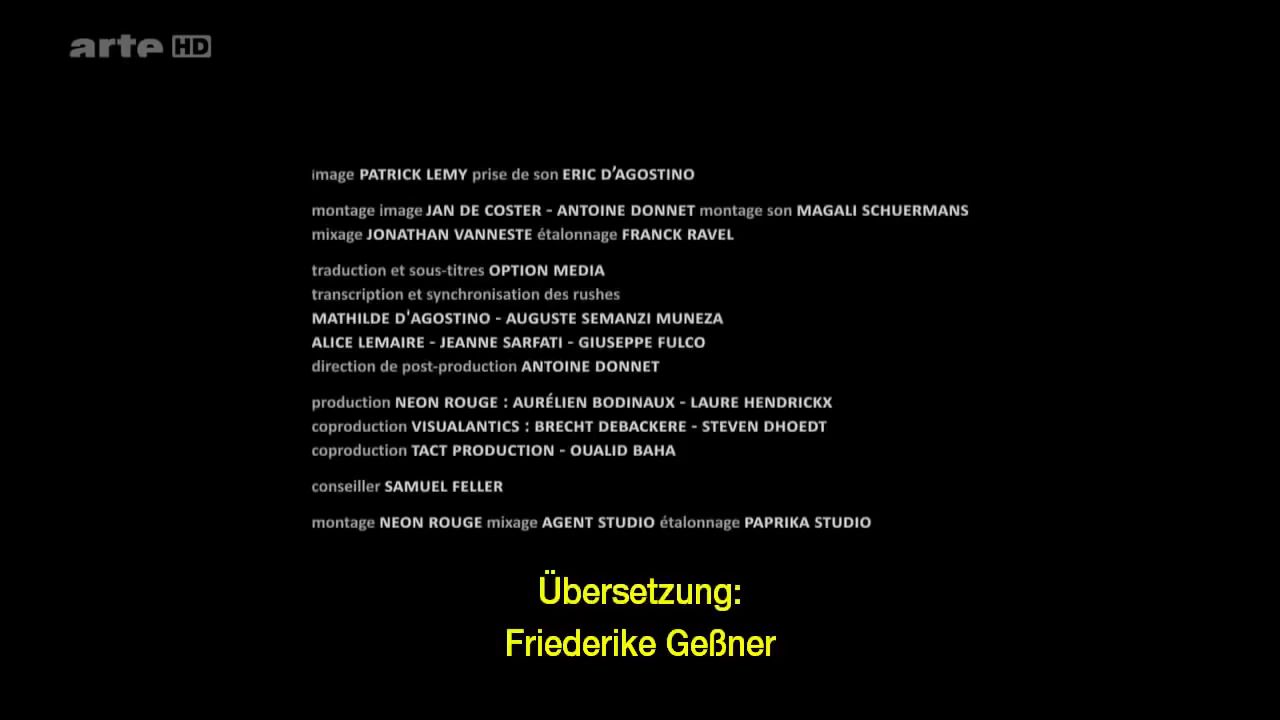 arte HD
image PATRICK LEMY prise de son ERIC D’AGOSTINO
montage image JAN DE COSTER - ANTOINE DONNET montage son MAGALI SCHUERMANS
mixage JONATHAN VANNESTE étalonnage FRANCK RAVEL
traduction et sous-titres OPTION MEDIA
transcription et synchronisation des rushes
MATHILDE D'AGOSTINO - AUGUSTE SEMANZI MUNEZA
ALICE LEMAIRE - JEANNE SARFATI - GIUSEPPE FULCO
direction de post-production ANTOINE DONNET
production NEON ROUGE : AURÉLIEN BODINAUX - LAURE HENDRICKX
coproduction VISUALANTICS : BRECHT DEBACKERE - STEVEN DHOEDT
coproduction TACT PRODUCTION - OUALID BAHA
conseiller SAMUEL FELLER
montage NEON ROUGE mixage AGENT STUDIO étalonnage PAPRIKA STUDIO
Übersetzung:
Friederike Geßner